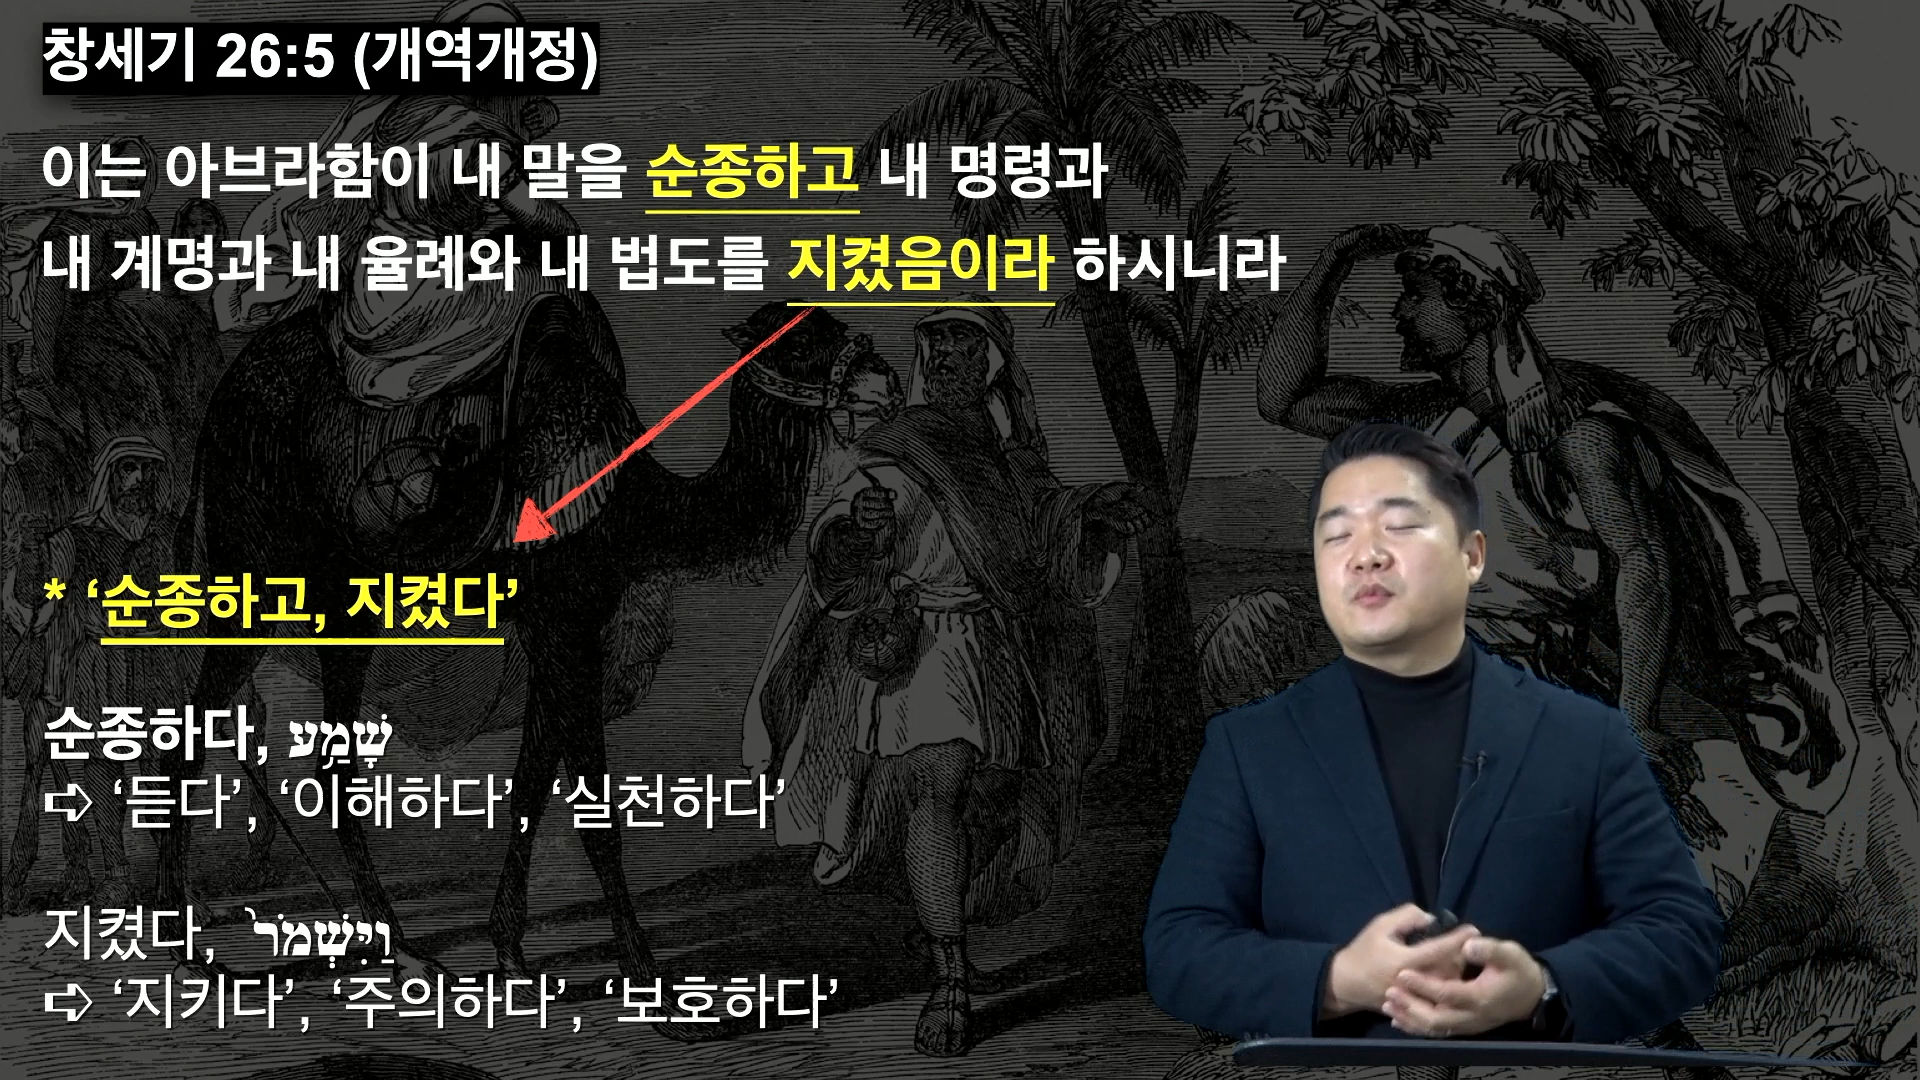 창세기 26:5 (개역개정)
이는 아브라함이 내 말을 순종하고 내 명령과
내 계명과 내 율례와 내 법도를 지켰음이라 하시니라
* ‘순종하고, 지켰다’
순종하다, שָׁמַ֥ע
➪ ‘듣다’, ‘이해하다’, ‘실천하다’
지켰다, וַיִּשְׁמֹר֙
➪ ‘지키다’, ‘주의하다’, ‘보호하다’